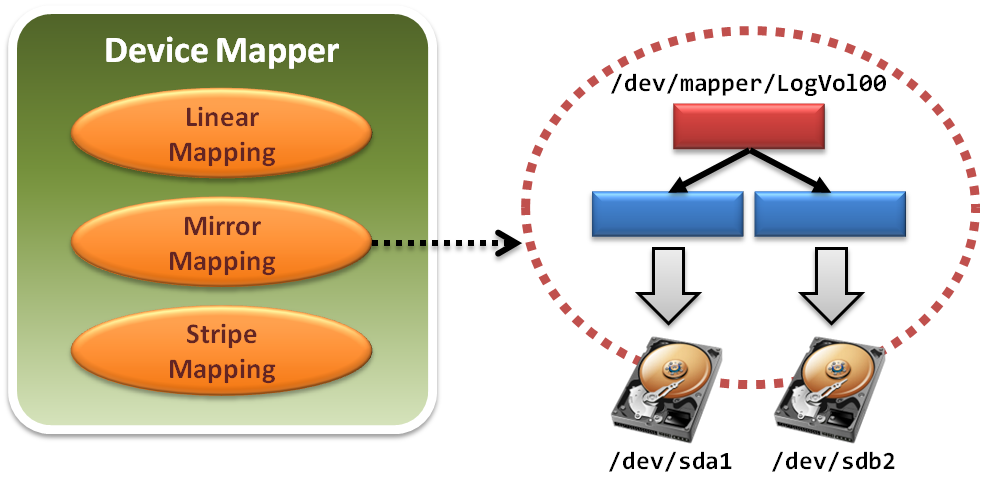 Device Mapper
Linear
Mapping
Mirror
Mapping
Stripe
Mapping
/dev/mapper/LogVol00
/dev/sda1
/dev/sdb2